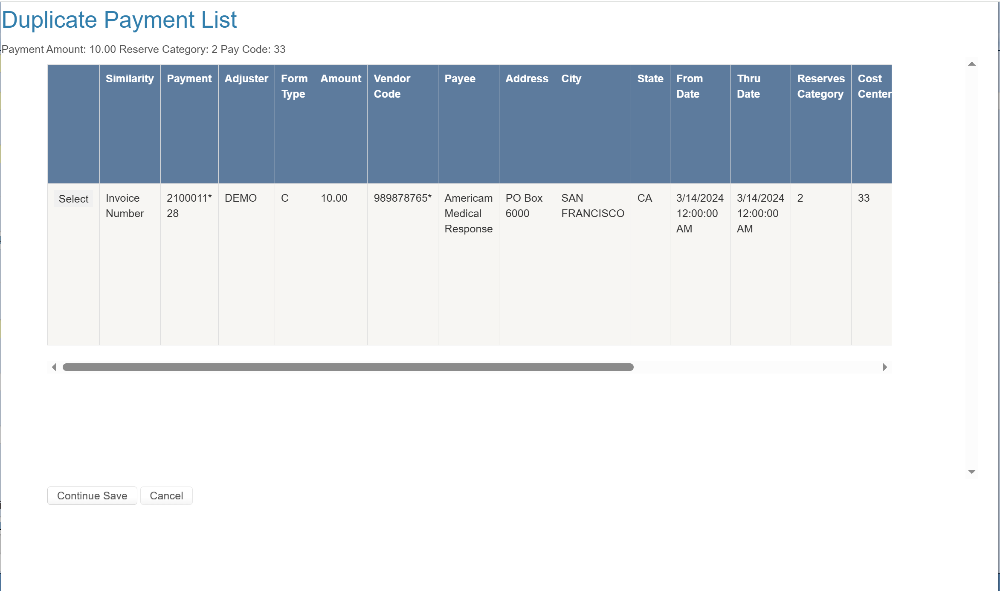 Duplicate Payment List
Payment Amount: 10.00 Reserve Category: 2 Pay Code: 33
Similarity Payment Adjuster Form Type Amount Vendor Code Payee Address City State From Date Thru Date Reserves Category Cost Center
Select Invoice Number 2100011*28 DEMO C 10.00 989878765* Americam Medical Response PO Box 6000 SAN FRANCISCO CA 3/14/2024 12:00:00 AM 3/14/2024 12:00:00 AM 2 33
Continue Save Cancel